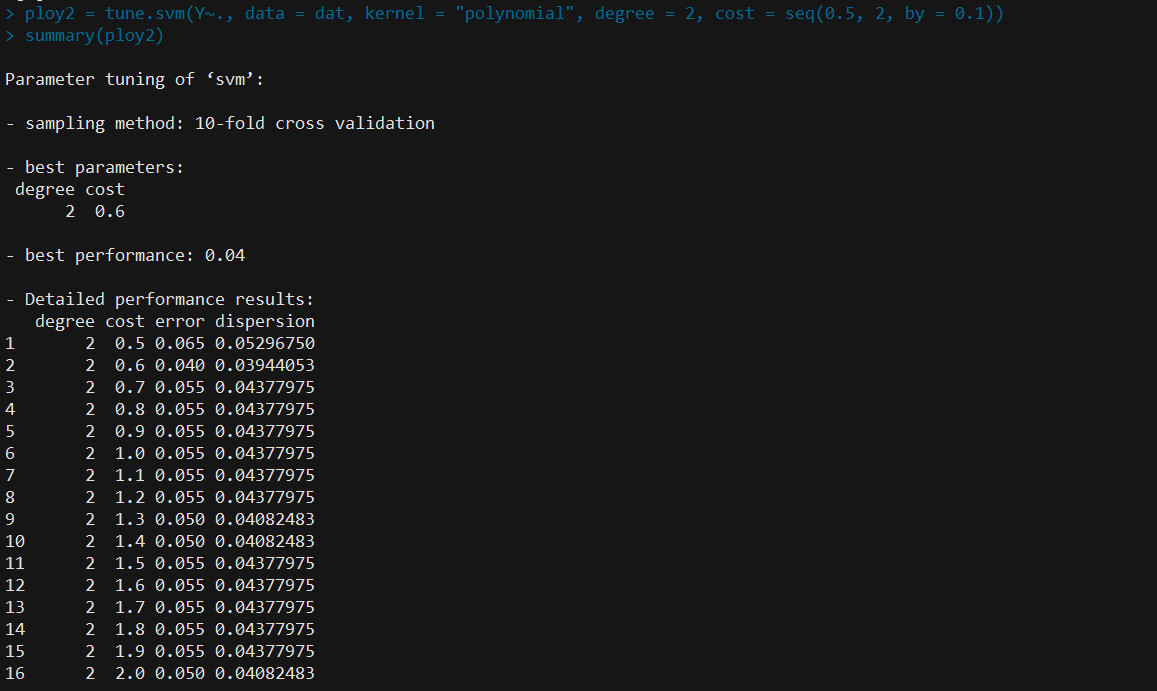 > ploy2 = tune.svm(Y~., data = dat, kernel = "polynomial", degree = 2, cost = seq(0.5, 2, by = 0.1))
> summary(ploy2)

Parameter tuning of ‘svm’:

- sampling method: 10-fold cross validation

- best parameters:
 degree cost
      2  0.6

- best performance: 0.04

- Detailed performance results:
   degree cost error dispersion
1       2  0.5 0.065 0.05296750
2       2  0.6 0.040 0.03944053
3       2  0.7 0.055 0.04377975
4       2  0.8 0.055 0.04377975
5       2  0.9 0.055 0.04377975
6       2  1.0 0.055 0.04377975
7       2  1.1 0.055 0.04377975
8       2  1.2 0.055 0.04377975
9       2  1.3 0.050 0.04082483
10      2  1.4 0.050 0.04082483
11      2  1.5 0.055 0.04377975
12      2  1.6 0.055 0.04377975
13      2  1.7 0.055 0.04377975
14      2  1.8 0.055 0.04377975
15      2  1.9 0.055 0.04377975
16      2  2.0 0.050 0.04082483